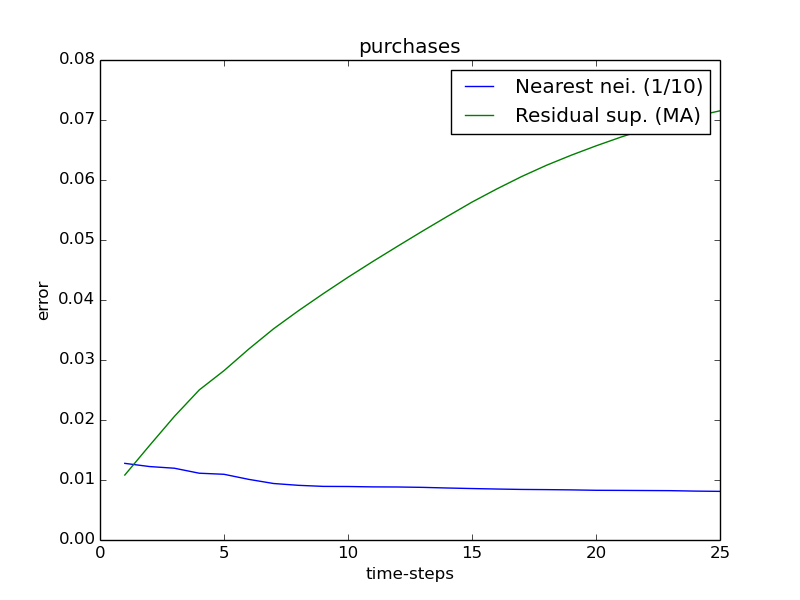 purchases
Nearest nei. (1/10)
Residual sup. (MA)
0.08
0.07
0.06
0.05
0.04
0.03
0.02
0.01
0.00
error
0 5 10 15 20 25
time-steps